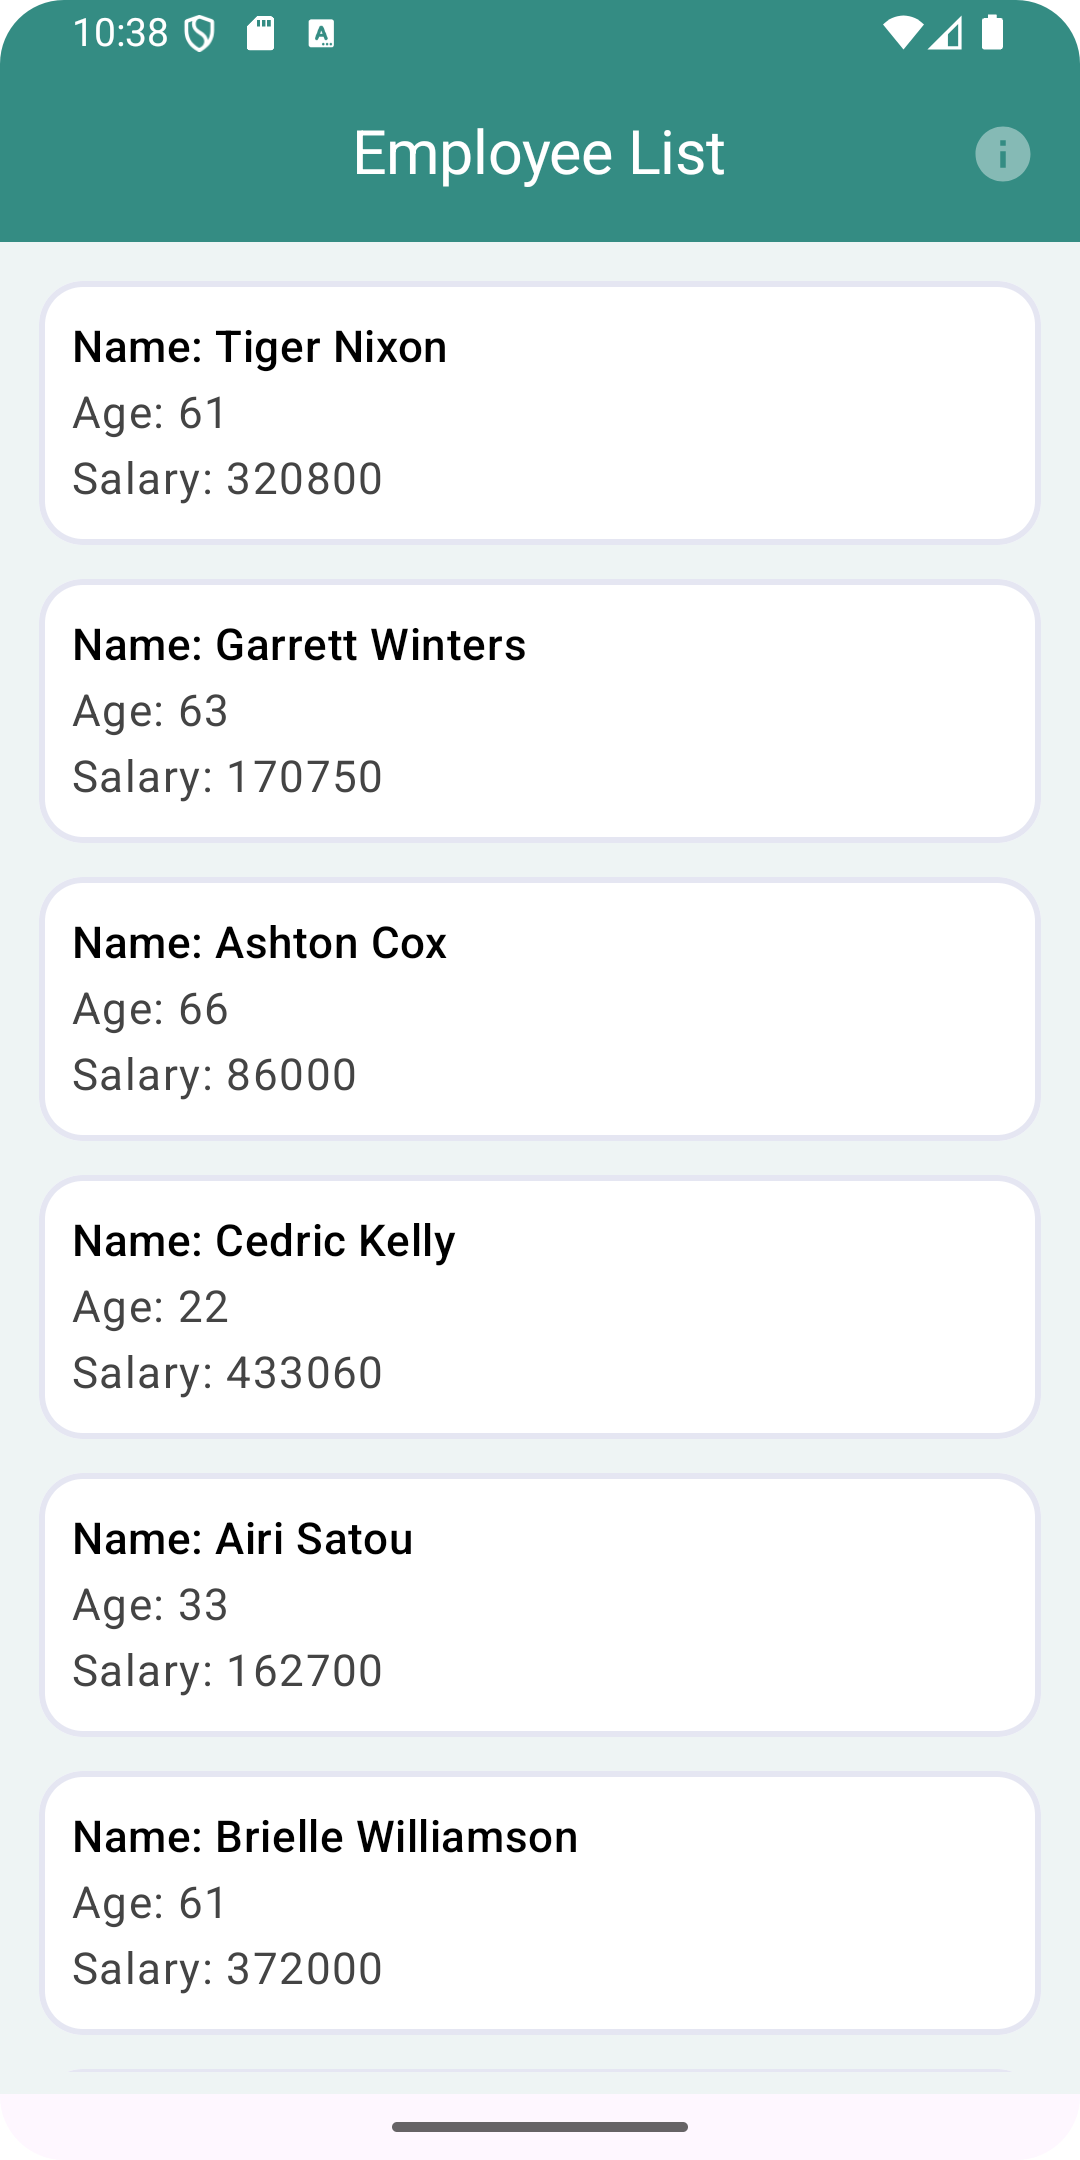 10:38
Employee List
Name: Tiger Nixon
Age: 61
Salary: 320800
Name: Garrett Winters
Age: 63
Salary: 170750
Name: Ashton Cox
Age: 66
Salary: 86000
Name: Cedric Kelly
Age: 22
Salary: 433060
Name: Airi Satou
Age: 33
Salary: 162700
Name: Brielle Williamson
Age: 61
Salary: 372000